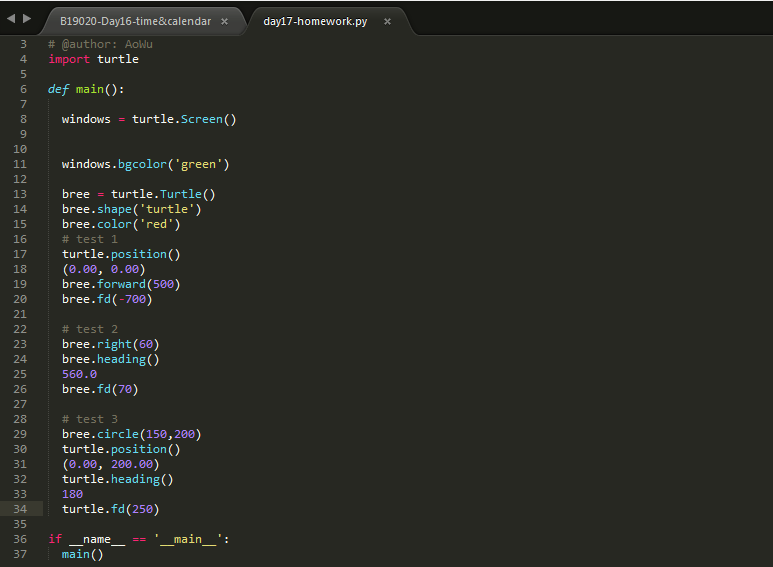 B19020-Day16-time&calendar ×
day17-homework.py ×
3 # @author: AoWu
4 import turtle
5
6 def main():
7
8 windows = turtle.Screen()
9
10
11 windows.bgcolor('green')
12
13 bree = turtle.Turtle()
14 bree.shape('turtle')
15 bree.color('red')
16 # test 1
17 turtle.position()
18 (0.00, 0.00)
19 bree.forward(500)
20 bree.fd(-700)
21
22 # test 2
23 bree.right(60)
24 bree.heading()
25 560.0
26 bree.fd(70)
27
28 # test 3
29 bree.circle(150,200)
30 turtle.position()
31 (0.00, 200.00)
32 turtle.heading()
33 180
34 turtle.fd(250)
35
36 if __name__ == '__main__':
37 main()